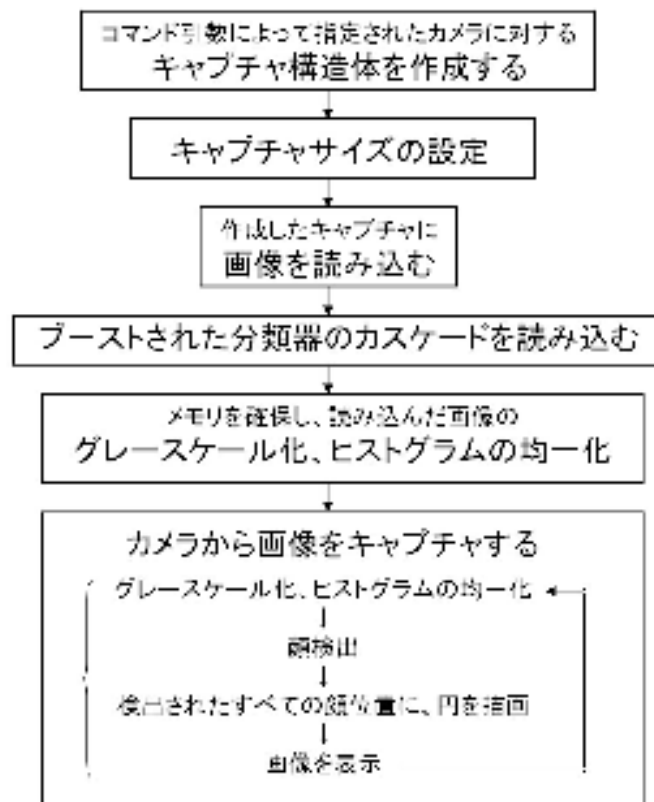 コマンド引数によって指定されたカメラに対する
キャプチャ構造体を作成する
キャプチャサイズの設定
作成したキャプチャに
画像を読み込む
ブーストされた分類器のカスケードを読み込む
メモリを確保し、読み込んだ画像の
グレースケール化、ヒストグラムの均一化
カメラから画像をキャプチャする
グレースケール化、ヒストグラムの均一化
顔検出
検出されたすべての顔位置に、円を描画
画像を表示